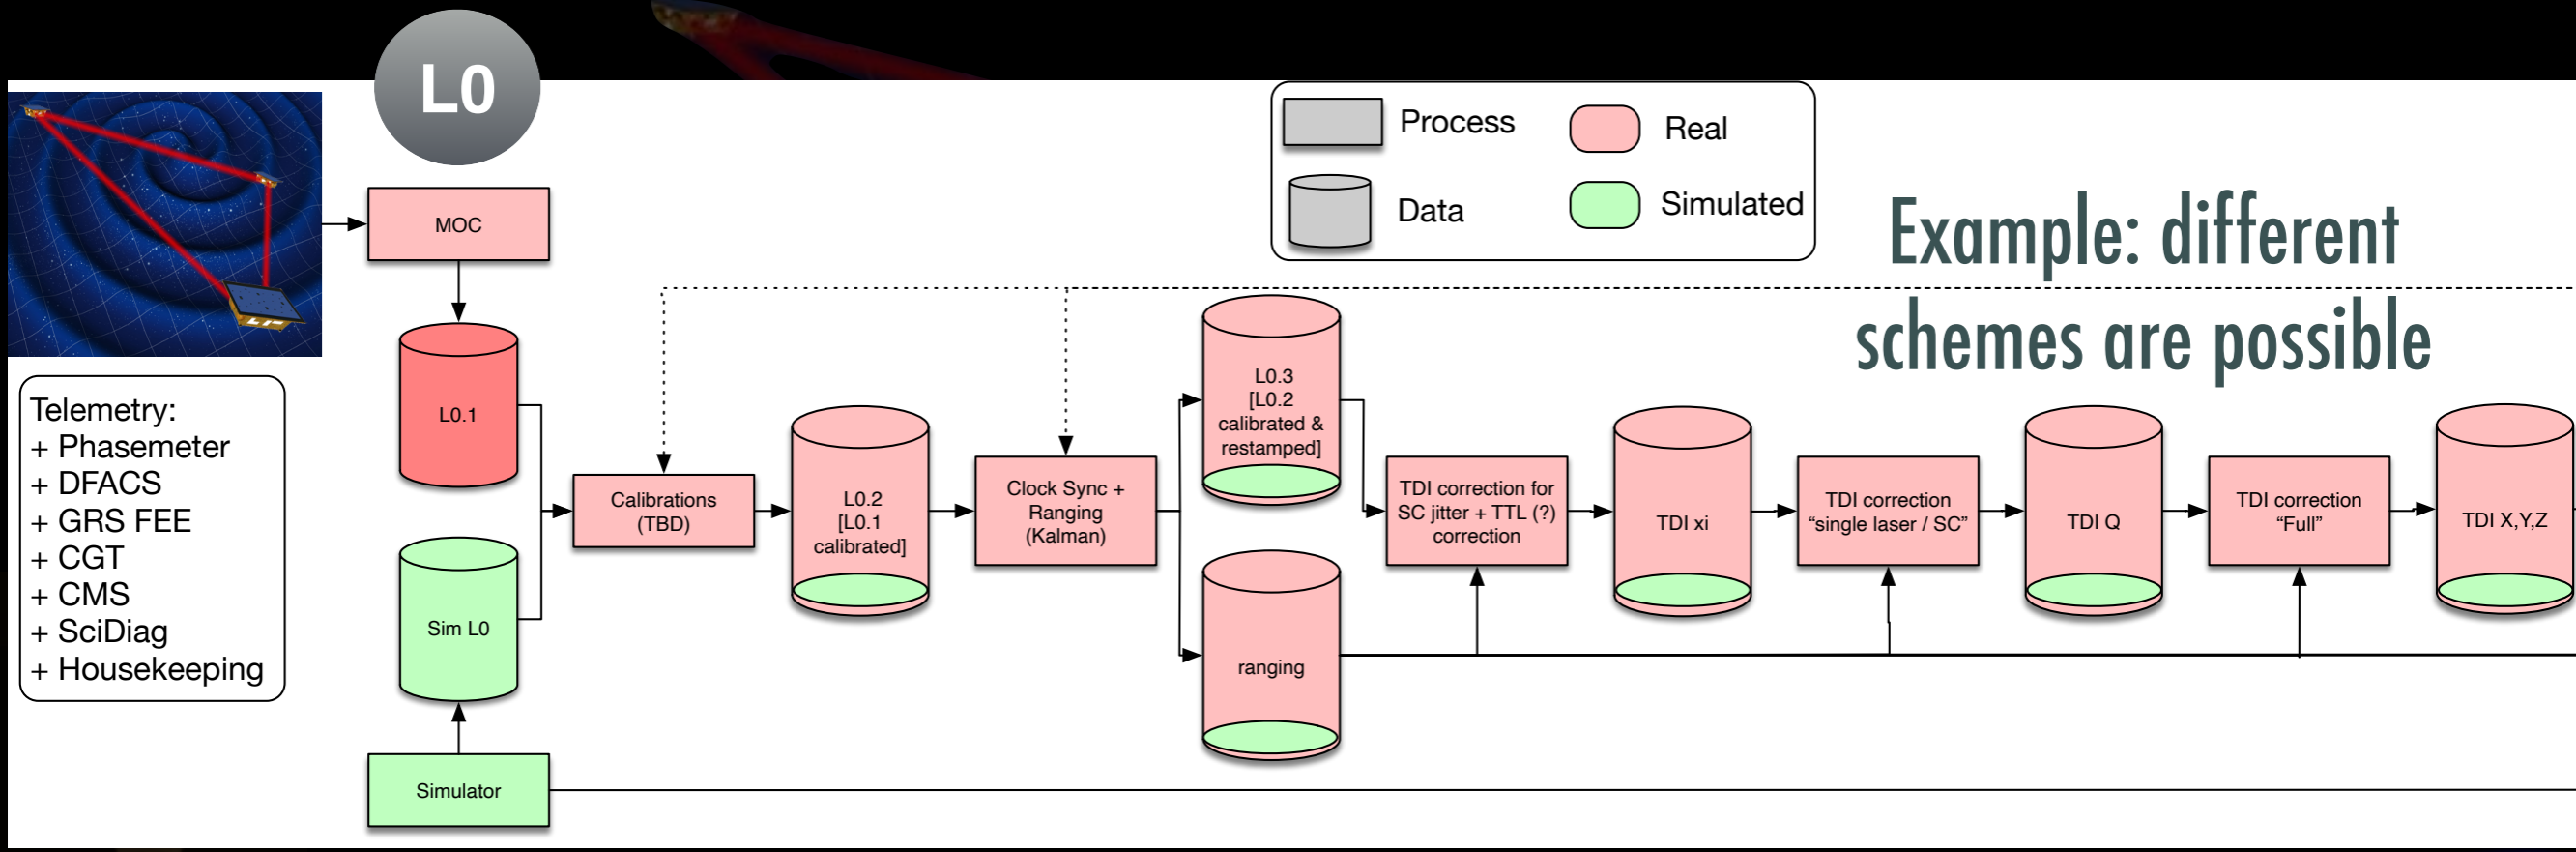 L0
Process
Real
Data
Simulated
Example: different
schemes are possible
MOC
Telemetry:
+ Phasemeter
+ DFACS
+ GRS FEE
+ CGT
+ CMS
+ SciDiag
+ Housekeeping
L0.1
Sim L0
Simulator
Calibrations
(TBD)
L0.2
[L0.1
calibrated]
Clock Sync +
Ranging
(Kalman)
L0.3
[L0.2
calibrated &
restamped]
ranging
TDI correction for
SC jitter + TTL (?)
correction
TDI xi
TDI correction
“single laser / SC”
TDI Q
TDI correction
“Full”
TDI X,Y,Z